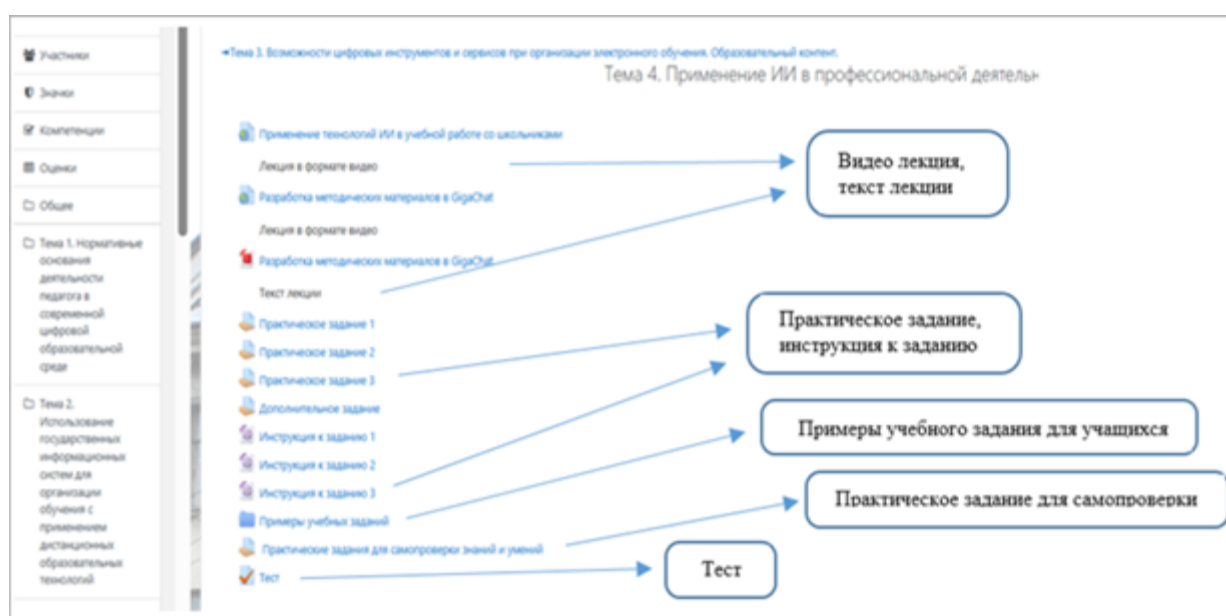 Участники
Значки
Компетенции
Оценки
Общее
Тема 1. Нормативные
основания
деятельности
педагога в
современной
цифровой
образовательной
среде
Тема 2.
Использование
государственных
информационных
систем для
организации
обучения с
применением
дистанционных
образовательных
технологий
◄Тема 3. Возможности цифровых инструментов и сервисов при организации электронного обучения. Образовательный контент.
Тема 4. Применение ИИ в профессиональной деятельн
Применение технологий ИИ в учебной работе со школьниками
Лекция в формате видео
Разработка методических материалов в GigaChat
Лекция в формате видео
Разработка методических материалов в GigaChat
Текст лекции
Практическое задание 1
Практическое задание 2
Практическое задание 3
Дополнительное задание
Инструкция к заданию 1
Инструкция к заданию 2
Инструкция к заданию 3
Примеры учебных заданий
Практические задания для самопроверки знаний и умений
Тест
Видео лекция,
текст лекции
Практическое задание,
инструкция к заданию
Примеры учебного задания для учащихся
Практическое задание для самопроверки
Тест